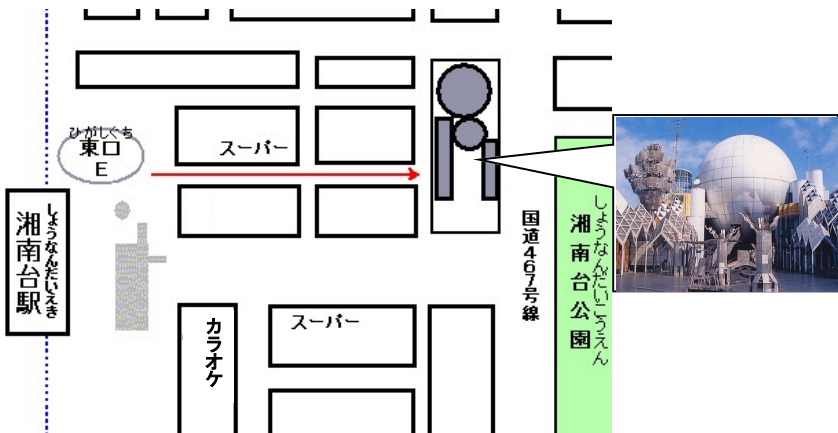 ひがしぐち
東口
E
スーパー
しょうなんだいえき
湘南台駅
カラオケ
スーパー
国道467号線
湘南台公園
しょうなんだいこうえん